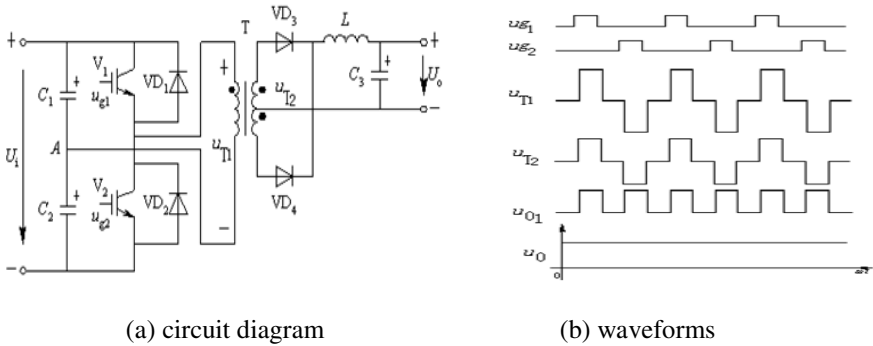 VD3
T
L
+
+
+
V1
+
+
VD1
C1
ug1
uT2
C3
Uo
Ui
A
uT1
−
V2
+
VD2
C2
ug2
VD4
−
−
ug1
ug2
uT1
uT2
uO1
uO
0
(a) circuit diagram
(b) waveforms